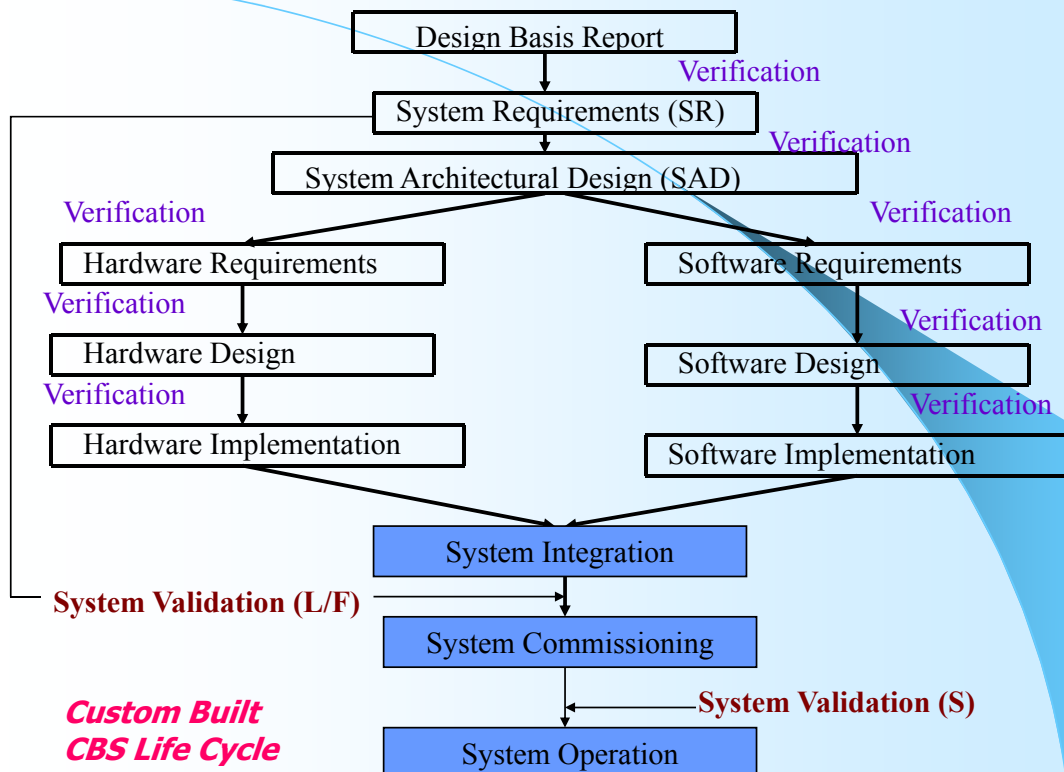 Design Basis Report
Verification
System Requirements (SR)
Verification
System Architectural Design (SAD)
Verification
Verification
Hardware Requirements
Software Requirements
Verification
Verification
Hardware Design
Software Design
Verification
Verification
Hardware Implementation
Software Implementation
System Integration
System Validation (L/F)
System Commissioning
System Validation (S)
Custom Built
CBS Life Cycle
System Operation